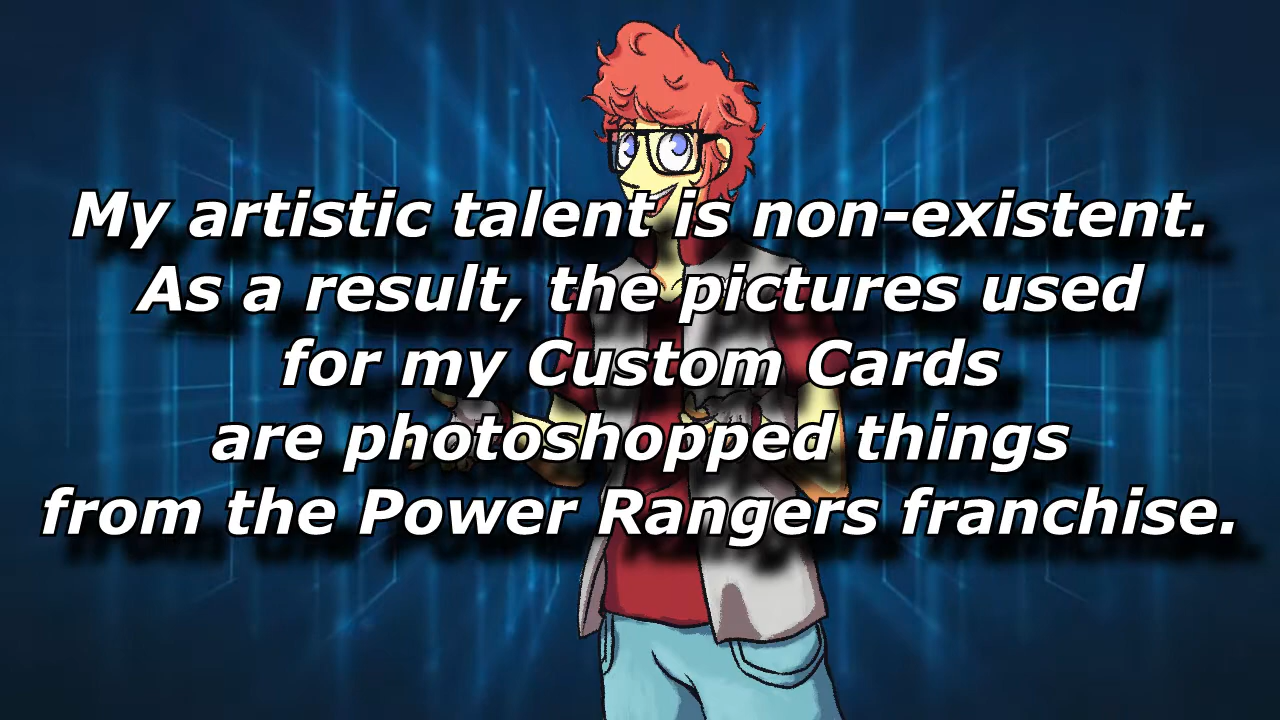 My artistic talent is non-existent.
As a result, the pictures used
for my Custom Cards
are photoshopped things
from the Power Rangers franchise.